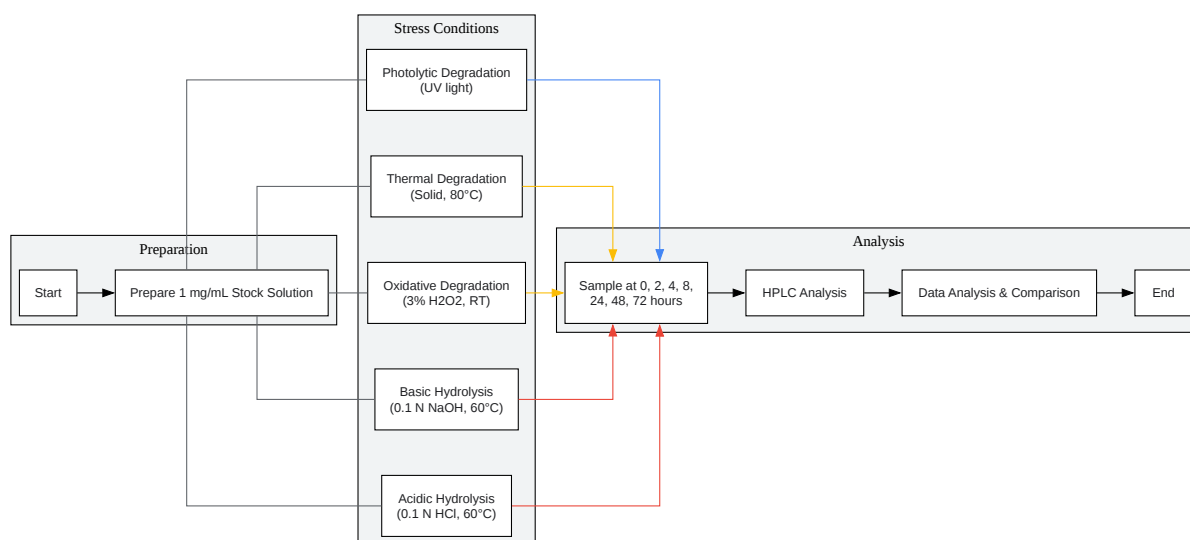 Stress Conditions
Photolytic Degradation
(UV light)
Thermal Degradation
(Solid, 80°C)
Preparation
Start
Prepare 1 mg/mL Stock Solution
Oxidative Degradation
(3% H2O2, RT)
Analysis
Sample at 0, 2, 4, 8,
24, 48, 72 hours
HPLC Analysis
Data Analysis & Comparison
End
Basic Hydrolysis
(0.1 N NaOH, 60°C)
Acidic Hydrolysis
(0.1 N HCl, 60°C)